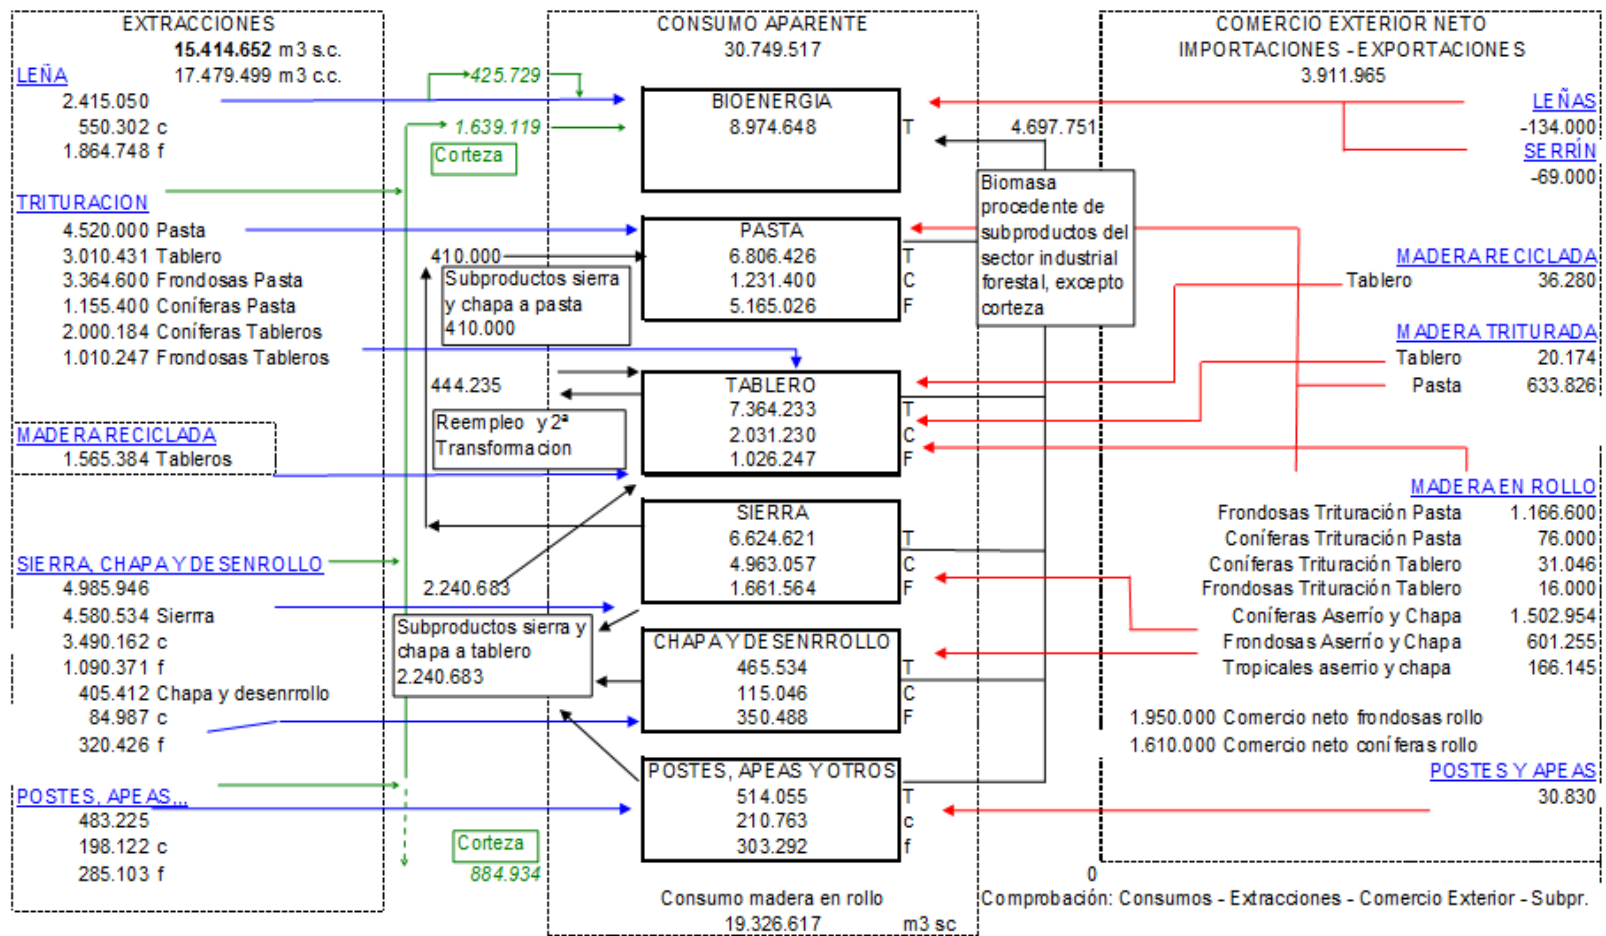 EXTRACCIONES
15.414.652 m3 s.c.
17.479.499 m3 c.c.
LEÑA
2.415.050
550.302 c
1.864.748 f
TRITURACION
4.520.000 Pasta
3.010.431 Tablero
3.364.600 Frondosas Pasta
1.155.400 Coníferas Pasta
2.000.184 Coníferas Tableros
1.010.247 Frondosas Tableros
MADERA RECICLADA
1.565.384 Tableros
SIERRA, CHAPA Y DESENROLLO
4.985.946
4.580.534 Sierrra
3.490.162 c
1.090.371 f
405.412 Chapa y desenrrollo
84.987 c
320.426 f
POSTES, APEAS,,,
483.225
198.122 c
285.103 f
425.729
1.639.119
Corteza
410.000
Subproductos sierra
y chapa a pasta
410.000
444.235
Reempleo y 2ª
Transformacion
2.240.683
Subproductos sierra y
chapa a tablero
2.240.683
Corteza
884.934
CONSUMO APARENTE
30.749.517
BIOENERGIA
8.974.648 T
PASTA
6.806.426 T
1.231.400 C
5.165.026 F
TABLERO
7.364.233 T
2.031.230 C
1.026.247 F
SIERRA
6.624.621 T
4.963.057 C
1.661.564 F
CHAPA Y DESENRROLLO
465.534 T
115.046 C
350.488 F
POSTES, APEAS Y OTROS
514.055 T
210.763 c
303.292 f
Consumo madera en rollo
19.326.617 m3 sc
4.697.751
Biomasa
procedente de
subproductos del
sector industrial
forestal, excepto
corteza
COMERCIO EXTERIOR NETO
IMPORTACIONES - EXPORTACIONES
3.911.965
LEÑAS
-134.000
SERRÍN
-69.000
MADERA RECICLADA
Tablero 36.280
MADERA TRITURADA
Tablero 20.174
Pasta 633.826
MADERA EN ROLLO
Frondosas Trituración Pasta 1.166.600
Coníferas Trituración Pasta 76.000
Coníferas Trituración Tablero 31.046
Frondosas Trituración Tablero 16.000
Coníferas Aserrío y Chapa 1.502.954
Frondosas Aserrío y Chapa 601.255
Tropicales aserrio y chapa 166.145
1.950.000 Comercio neto frondosas rollo
1.610.000 Comercio neto coníferas rollo
POSTES Y APEAS
30.830
0
Comprobación: Consumos - Extracciones - Comercio Exterior - Subpr.